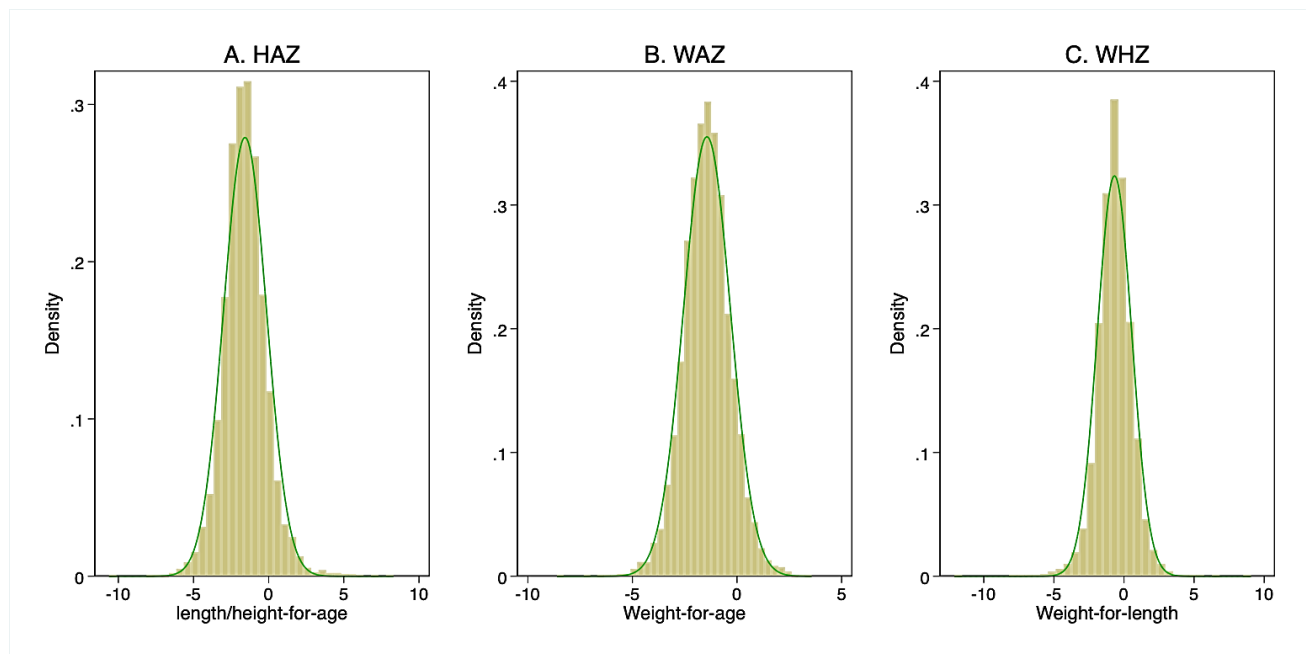 A. HAZ
Density
.3
.2
.1
0
-10 -5 0 5 10
length/height-for-age
B. WAZ
Density
.4
.3
.2
.1
0
-10 -5 0 5
Weight-for-age
C. WHZ
Density
.4
.3
.2
.1
0
-10 -5 0 5 10
Weight-for-length